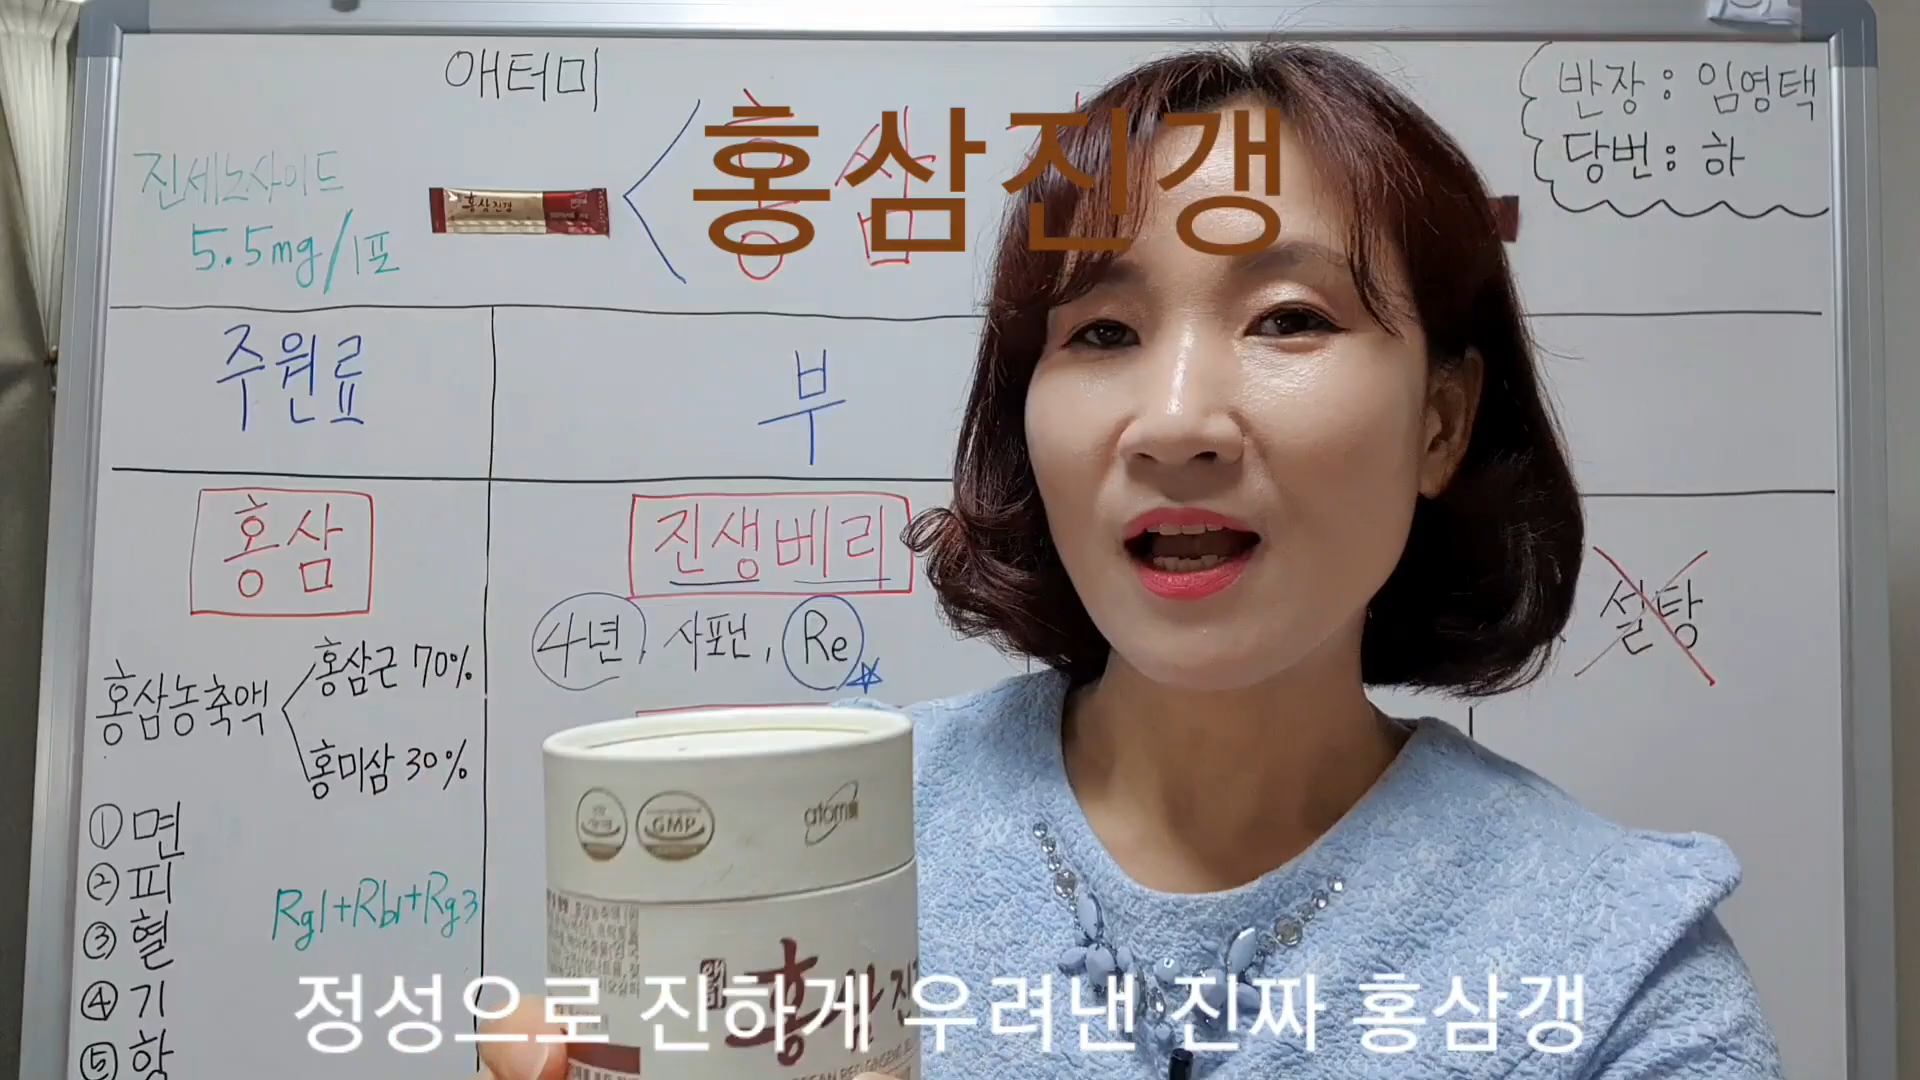 애터미
반장 : 임영택
당번 : 하
홍삼진갱
진세노사이드
5.5mg/1포
홍삼진갱
주원료
부
홍삼
진생베리
4년, 사포닌, Re
설탕
홍삼농축액
홍삼근 70%
홍미삼 30%
GMP
atomi
① 면
② 피
③ 혈
④ 기
⑤ 항
Rg1+Rb1+Rg3
홍삼진
정성으로 진하게 우려낸 진짜 홍삼갱